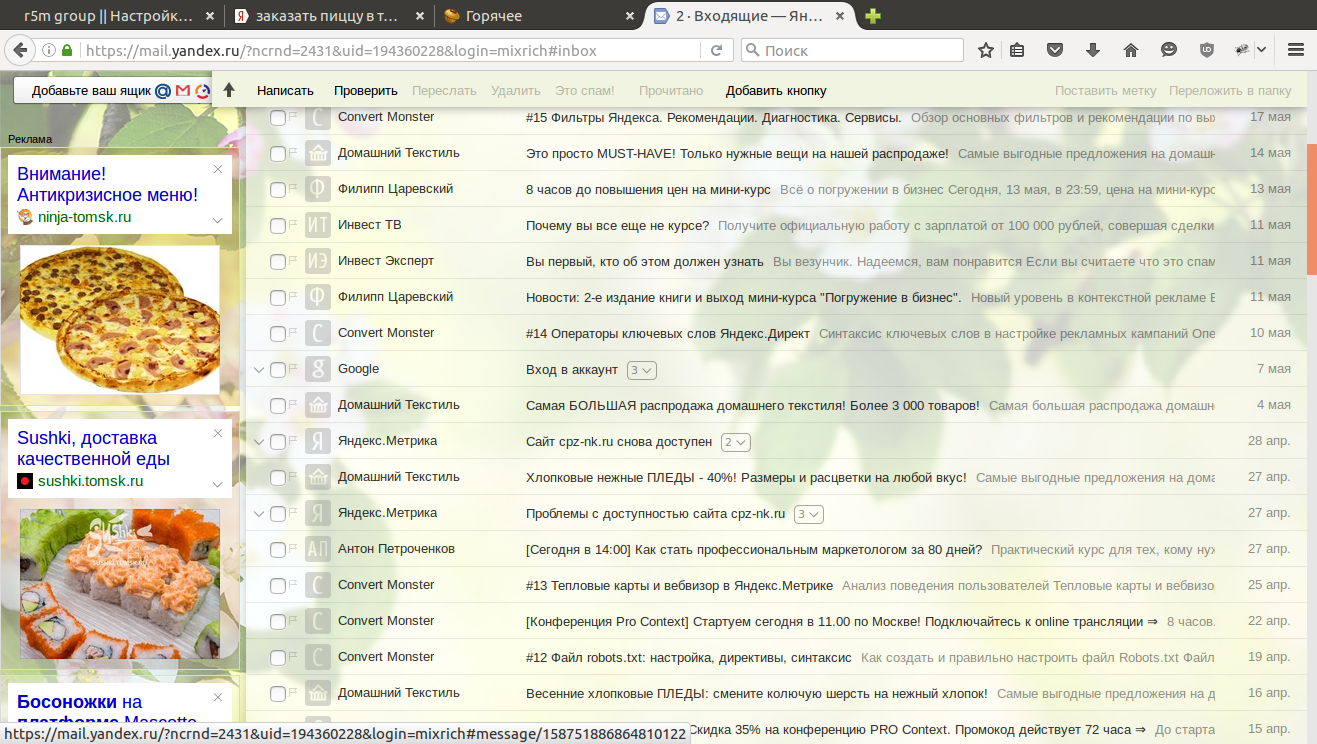 r5m group || Настройк...
заказать пиццу в т...
Горячее
2 · Входящие — Ян...
https://mail.yandex.ru/?ncrnd=2431&uid=194360228&login=mixrich#inbox
Поиск
Добавьте ваш ящик
Написать Проверить Переслать Удалить Это спам! Прочитано Добавить кнопку Поставить метку Переложить в папку
Реклама
Внимание!
Антикризисное меню!
ninja-tomsk.ru
Sushki, доставка
качественной еды
sushki.tomsk.ru
SUshki
Босоножки на
платформе Mascotte
С Convert Monster #15 Фильтры Яндекса. Рекомендации. Диагностика. Сервисы. Обзор основных фильтров и рекомендации по вых 17 мая
Домашний Текстиль Это просто MUST-HAVE! Только нужные вещи на нашей распродаже! Самые выгодные предложения на домашн 14 мая
Ф Филипп Царевский 8 часов до повышения цен на мини-курс Всё о погружении в бизнес Сегодня, 13 мая, в 23:59, цена на мини-курс 13 мая
ИТ Инвест ТВ Почему вы все еще не курсе? Получите официальную работу с зарплатой от 100 000 рублей, совершая сделки 11 мая
ИЭ Инвест Эксперт Вы первый, кто об этом должен узнать Вы везунчик. Надеемся, вам понравится Если вы считаете что это спам 11 мая
Ф Филипп Царевский Новости: 2-е издание книги и выход мини-курса "Погружение в бизнес". Новый уровень в контекстной рекламе В 11 мая
С Convert Monster #14 Операторы ключевых слов Яндекс.Директ Синтаксис ключевых слов в настройке рекламных кампаний Опе 10 мая
g Google Вход в аккаунт 3 7 мая
Домашний Текстиль Самая БОЛЬШАЯ распродажа домашнего текстиля! Более 3 000 товаров! Самая большая распродажа домашн 4 мая
Я Яндекс.Метрика Сайт cpz-nk.ru снова доступен 2 28 апр.
Домашний Текстиль Хлопковые нежные ПЛЕДЫ - 40%! Размеры и расцветки на любой вкус! Самые выгодные предложения на дома 27 апр.
Я Яндекс.Метрика Проблемы с доступностью сайта cpz-nk.ru 3 27 апр.
АП Антон Петроченков [Сегодня в 14:00] Как стать профессиональным маркетологом за 80 дней? Практический курс для тех, кому нуж 27 апр.
С Convert Monster #13 Тепловые карты и вебвизор в Яндекс.Метрике Анализ поведения пользователей Тепловые карты и вебвизо 25 апр.
С Convert Monster [Конференция Pro Context] Стартуем сегодня в 11.00 по Москве! Подключайтесь к online трансляции ⇒ 8 часов. 22 апр.
С Convert Monster #12 Файл robots.txt: настройка, директивы, синтаксис Как создать и правильно настроить файл Robots.txt Файл 19 апр.
Домашний Текстиль Весенние хлопковые ПЛЕДЫ: смените колючую шерсть на нежный хлопок! Самые выгодные предложения на д 16 апр.
Скидка 35% на конференцию PRO Context. Промокод действует 72 часа ⇒ До старта 15 апр.
https://mail.yandex.ru/?ncrnd=2431&uid=194360228&login=mixrich#message/158751886864810122